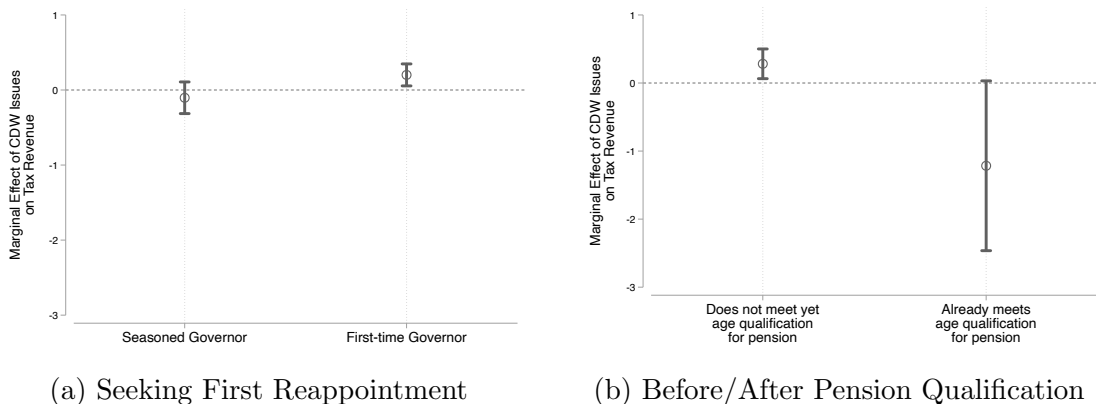 Marginal Effect of CDW Issues
on Tax Revenue
1
0
-1
-2
-3
Seasoned Governor
First-time Governor
(a) Seeking First Reappointment
Marginal Effect of CDW Issues
on Tax Revenue
1
0
-1
-2
-3
Does not meet yet
age qualification
for pension
Already meets
age qualification
for pension
(b) Before/After Pension Qualification